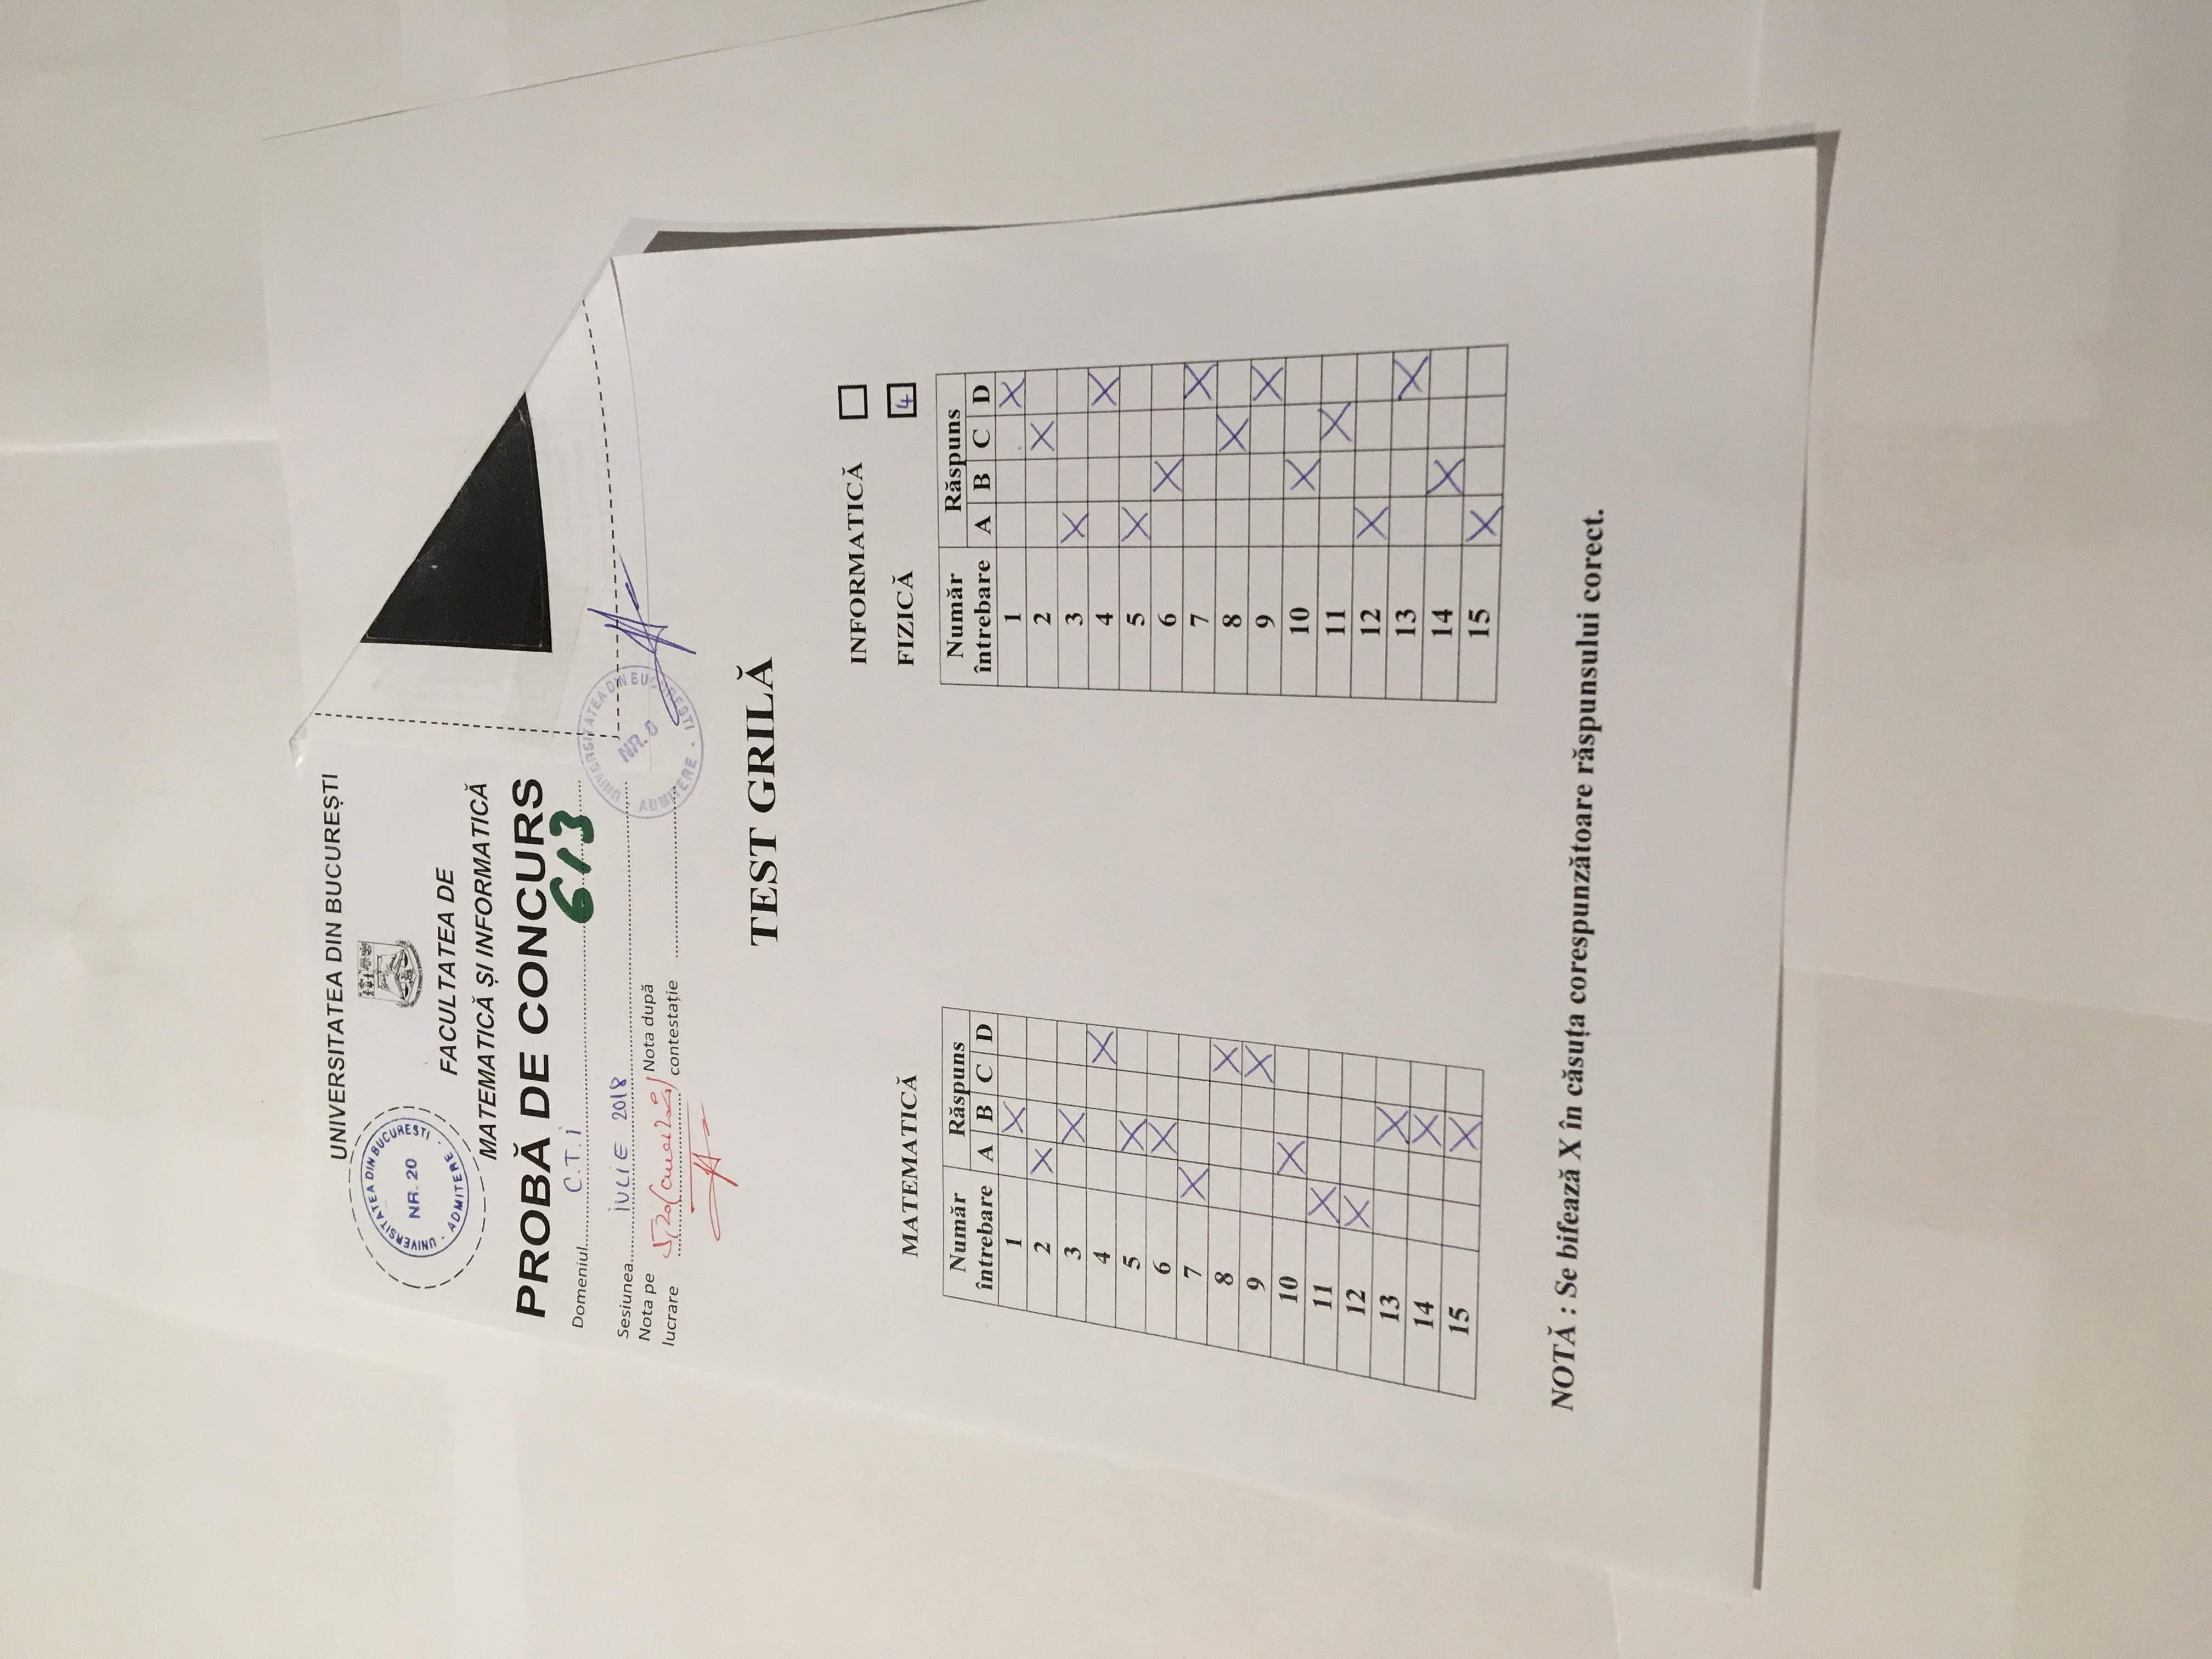 UNIVERSITATEA DIN BUCUREȘTI
UNIVERSITATEA DIN BUCUREȘTI · ADMITERE ·
NR. 20
FACULTATEA DE
MATEMATICĂ ȘI INFORMATICĂ
PROBĂ DE CONCURS
Domeniul C.T.I 613
Sesiunea IULIE 2018
Nota pe lucrare 5,20
Nota după contestație
UNIVERSITATEA DIN BUCUREȘTI · ADMITERE ·
TEST GRILĂ
INFORMATICĂ
FIZICĂ 4
MATEMATICĂ
Număr întrebare Răspuns
A B C D
1 X
2 X
3 X
4 X
5 X
6 X
7 X
8 X
9 X
10 X
11 X
12 X
13 X
14 X
15 X
Număr întrebare Răspuns
A B C D
1 X
2 X
3 X
4 X
5 X
6 X
7 X
8 X
9 X
10 X
11 X
12 X
13 X
14 X
15 X
NOTĂ : Se bifează X în căsuța corespunzătoare răspunsului corect.